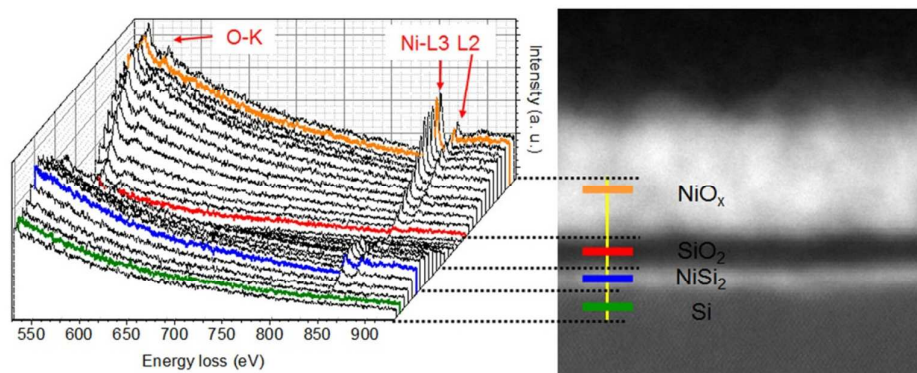 O-K
Ni-L3 L2
Intensty (a. u.)
550 600 650 700 750 800 850 900
Energy loss (eV)
NiOx
SiO2
NiSi2
Si